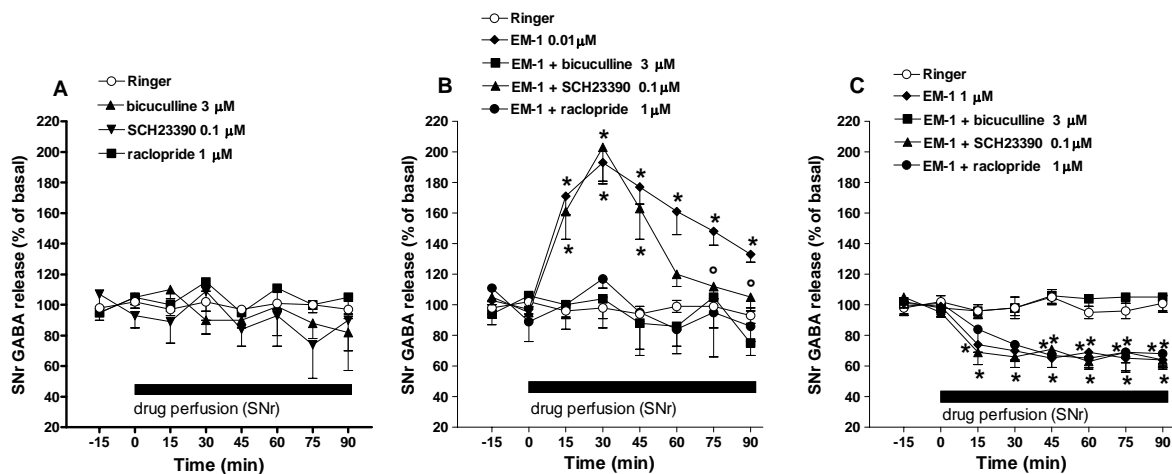 A
Ringer
bicuculline 3 µM
SCH23390 0.1 µM
raclopride 1 µM
SNr GABA release (% of basal)
220
200
180
160
140
120
100
80
60
40
20
drug perfusion (SNr)
-15 0 15 30 45 60 75 90
Time (min)
B
Ringer
EM-1 0.01µM
EM-1 + bicuculline 3 µM
EM-1 + SCH23390 0.1µM
EM-1 + raclopride 1µM
SNr GABA release (% of basal)
220
200
180
160
140
120
100
80
60
40
20
* * * * * *
* * *
drug perfusion (SNr)
-15 0 15 30 45 60 75 90
Time (min)
C
Ringer
EM-1 1 µM
EM-1 + bicuculline 3 µM
EM-1 + SCH23390 0.1µM
EM-1 + raclopride 1µM
SNr GABA release (% of basal)
220
200
180
160
140
120
100
80
60
40
20
* ** ** ** **
* * * * * *
drug perfusion (SNr)
-15 0 15 30 45 60 75 90
Time (min)